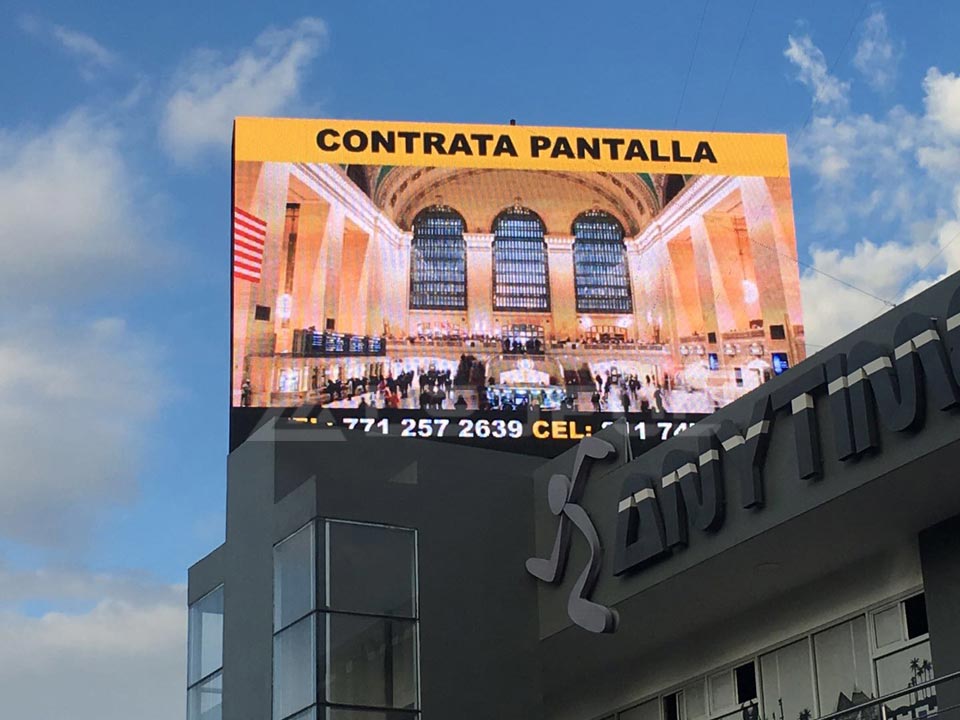 CONTRATA PANTALLA
771 257 2639 CEL:
ANYTIM